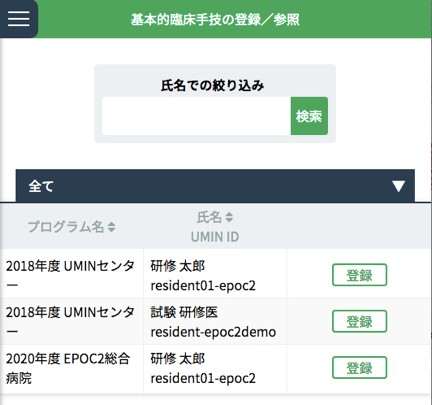 基本的臨床手技の登録／参照
氏名での絞り込み
検索
全て
プログラム名
氏名
UMIN ID
2018年度 UMINセンタ
ー
研修 太郎
resident01-epoc2
登録
2018年度 UMINセンタ
ー
試験 研修医
resident-epoc2demo
登録
2020年度 EPOC2総合
病院
研修 太郎
resident01-epoc2
登録